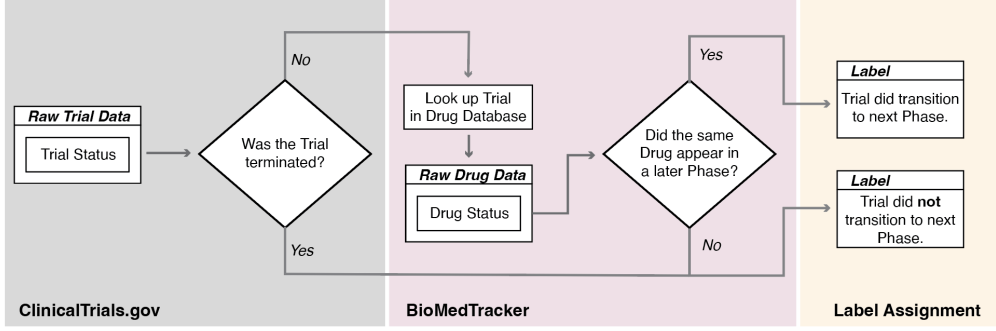 Raw Trial Data
Trial Status
Was the Trial
terminated?
No
Yes
ClinicalTrials.gov
Look up Trial
in Drug Database
Raw Drug Data
Drug Status
Did the same
Drug appear in
a later Phase?
Yes
No
BioMedTracker
Label
Trial did transition
to next Phase.
Label
Trial did not
transition to next
Phase.
Label Assignment